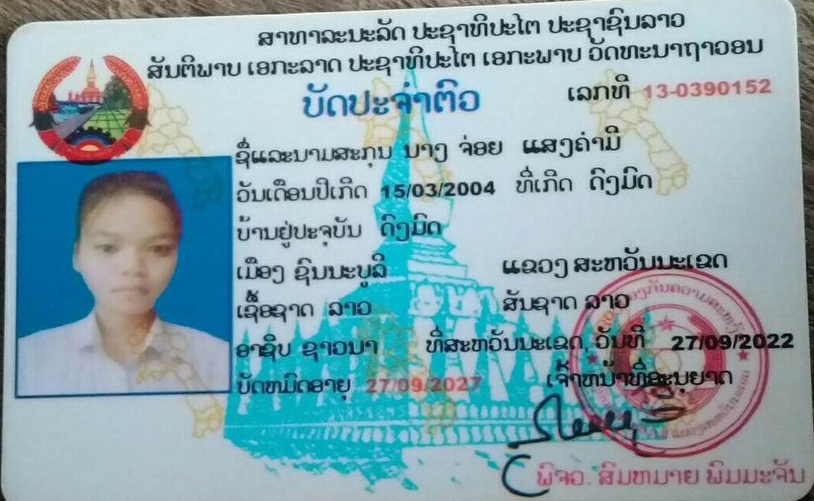 ສາທາລະນະລັດ ປະຊາທິປະໄຕ ປະຊາຊົນລາວ
ສັນຕິພາບ ເອກະລາດ ປະຊາທິປະໄຕ ເອກະພາບ ວັດທະນາຖາວອນ
ບັດປະຈຳຕົວ
ເລກທີ 13-0390152
ຊື່ແລະນາມສະກຸນ ນາງ ຈ່ອຍ ແສງຄຳມີ
ວັນເດືອນປີເກີດ 15/03/2004 ທີ່ເກີດ ດົງມົດ
ບ້ານຢູ່ປະຈຸບັນ ດົງມົດ
ເມືອງ ຊົນນະບູລີ ແຂວງ ສະຫວັນນະເຂດ
ເຊື້ອຊາດ ລາວ ສັນຊາດ ລາວ
ອາຊີບ ຊາວນາ ທີ່ສະຫວັນນະເຂດ, ວັນທີ 27/09/2022
ບັດຫມົດອາຍຸ 27/09/2027 ເຈົ້າຫນ້າທີ່ອະນຸຍາດ
ພິຈວ. ສົມຫມາຍ ພິມມະຈັນ